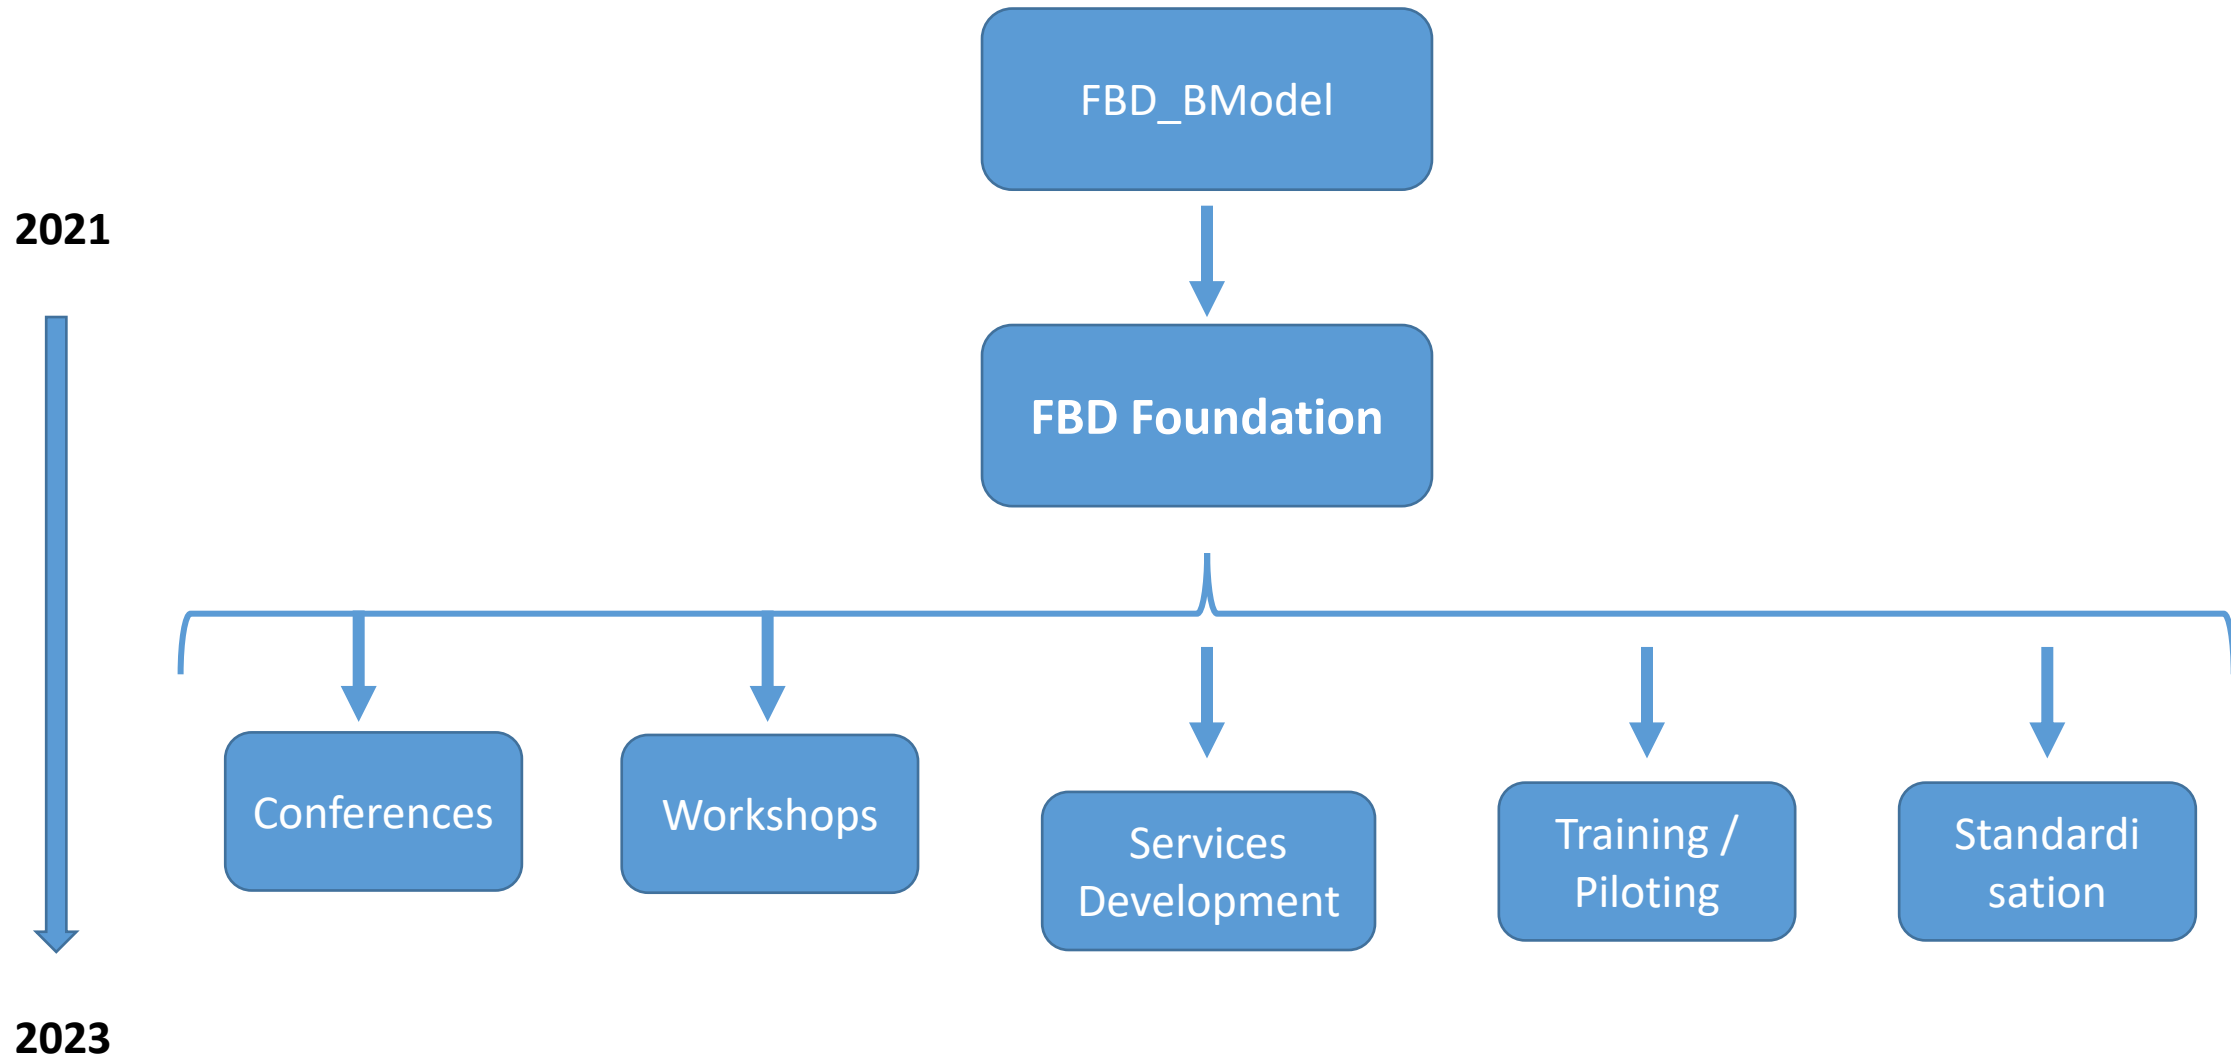 FBD_BModel
2021
FBD Foundation
Conferences
Workshops
Services
Development
Training /
Piloting
Standardi
sation
2023